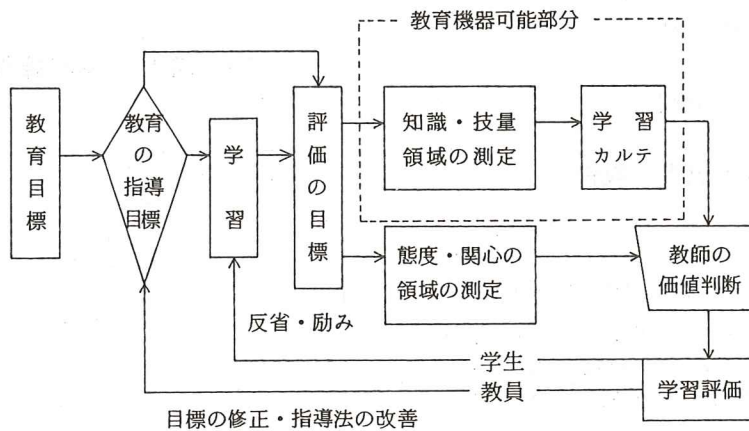 教育機器可能部分
教育目標
教育
の
指導
目標
学習
評価の目標
知識・技量
領域の測定
学習
カルテ
態度・関心の
領域の測定
教師の
価値判断
反省・励み
学生
教員
学習評価
目標の修正・指導法の改善